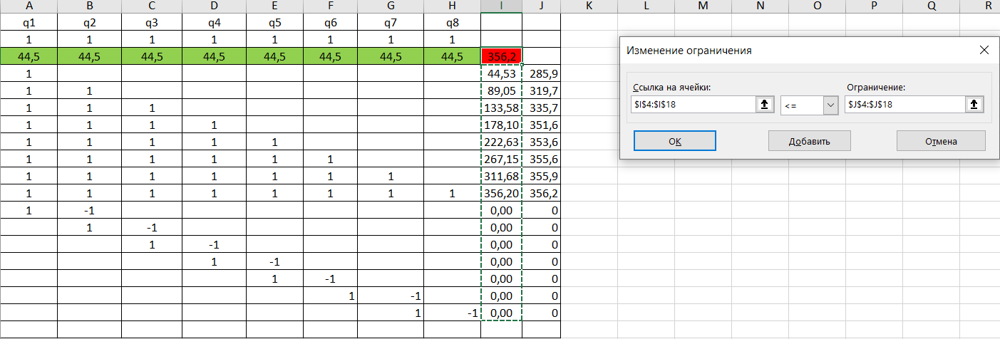 A B C D E F G H I J K L M N O P Q R
q1 q2 q3 q4 q5 q6 q7 q8
1 1 1 1 1 1 1 1
Изменение ограничения
44,5 44,5 44,5 44,5 44,5 44,5 44,5 44,5 356,2
1 44,53 285,9
Ссылка на ячейки: Ограничение:
1 1 89,05 319,7
$I$4:$I$18 <= $J$4:$J$18
1 1 1 133,58 335,7
1 1 1 1 178,10 351,6
1 1 1 1 1 222,63 353,6
ОК Добавить Отмена
1 1 1 1 1 1 267,15 355,6
1 1 1 1 1 1 1 311,68 355,9
1 1 1 1 1 1 1 1 356,20 356,2
1 -1 0,00 0
1 -1 0,00 0
1 -1 0,00 0
1 -1 0,00 0
1 -1 0,00 0
1 -1 0,00 0
1 -1 0,00 0